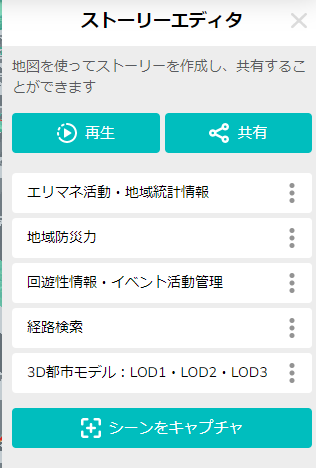 ストーリーエディタ
地図を使ってストーリーを作成し、共有するこ
とができます
再生
共有
エリマネ活動・地域統計情報
地域防災力
回遊性情報・イベント活動管理
経路検索
3D都市モデル：LOD1・LOD2・LOD3
シーンをキャプチャ